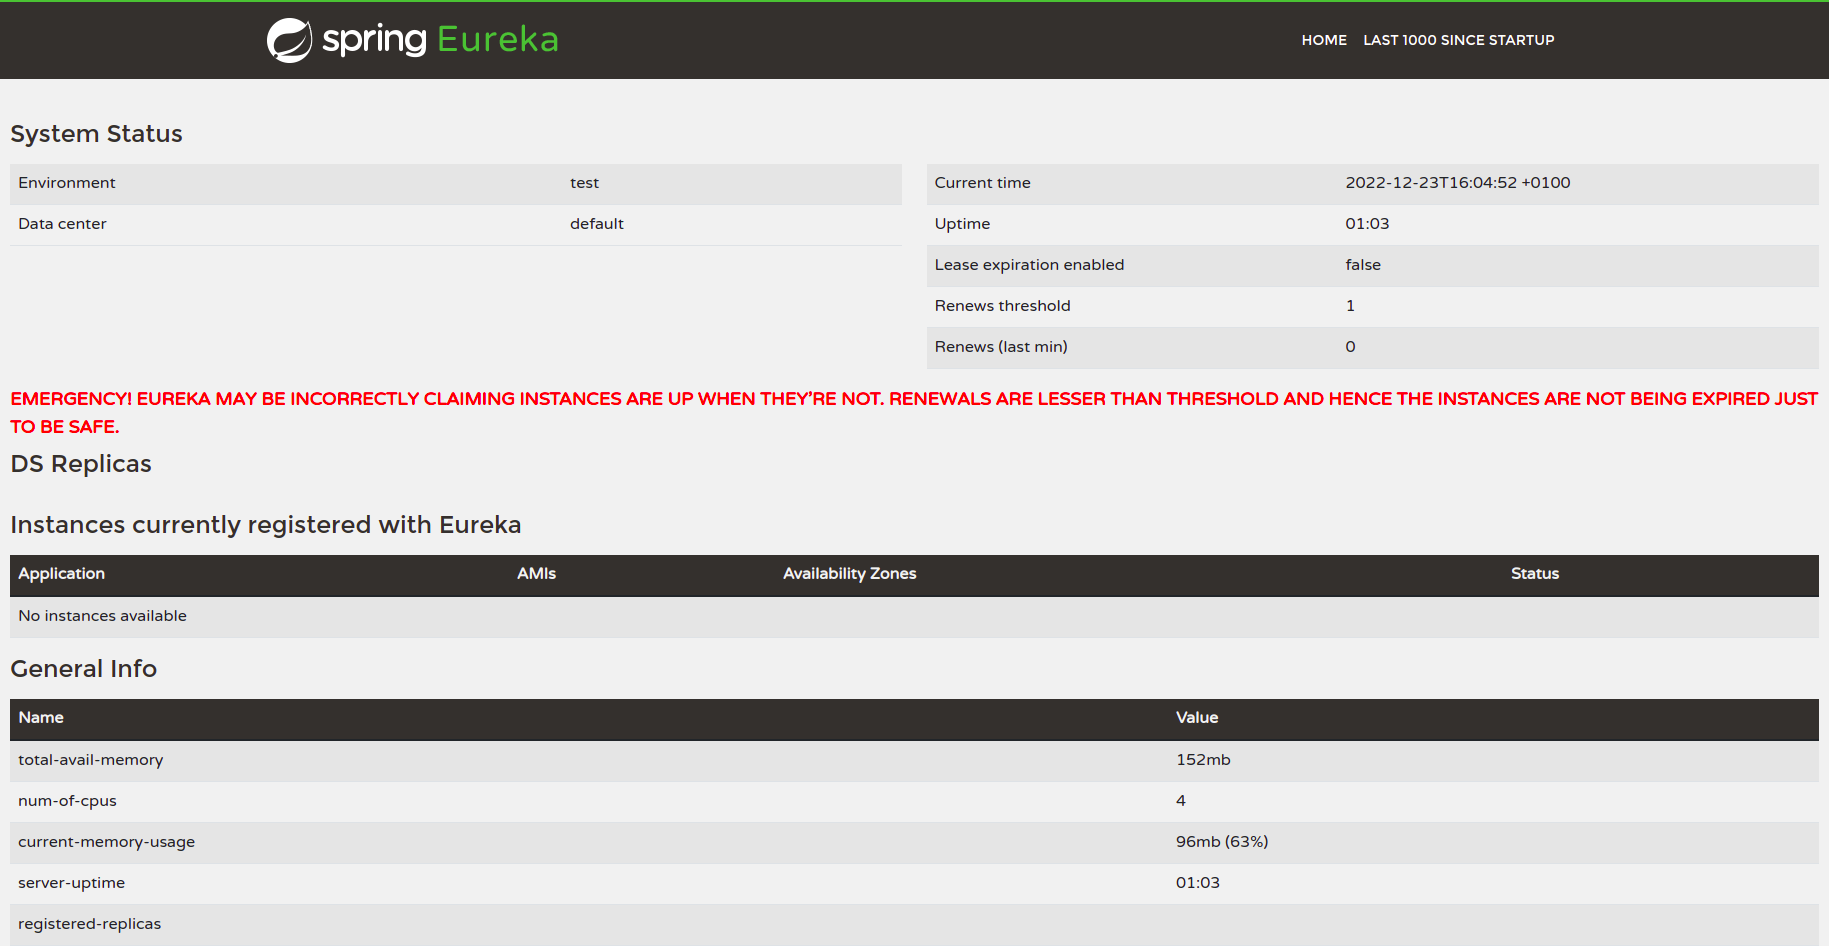 spring Eureka
HOME LAST 1000 SINCE STARTUP
System Status
Environment test
Data center default
Current time 2022-12-23T16:04:52 +0100
Uptime 01:03
Lease expiration enabled false
Renews threshold 1
Renews (last min) 0
EMERGENCY! EUREKA MAY BE INCORRECTLY CLAIMING INSTANCES ARE UP WHEN THEY'RE NOT. RENEWALS ARE LESSER THAN THRESHOLD AND HENCE THE INSTANCES ARE NOT BEING EXPIRED JUST
TO BE SAFE.
DS Replicas
Instances currently registered with Eureka
Application AMIs Availability Zones Status
No instances available
General Info
Name Value
total-avail-memory 152mb
num-of-cpus 4
current-memory-usage 96mb (63%)
server-uptime 01:03
registered-replicas